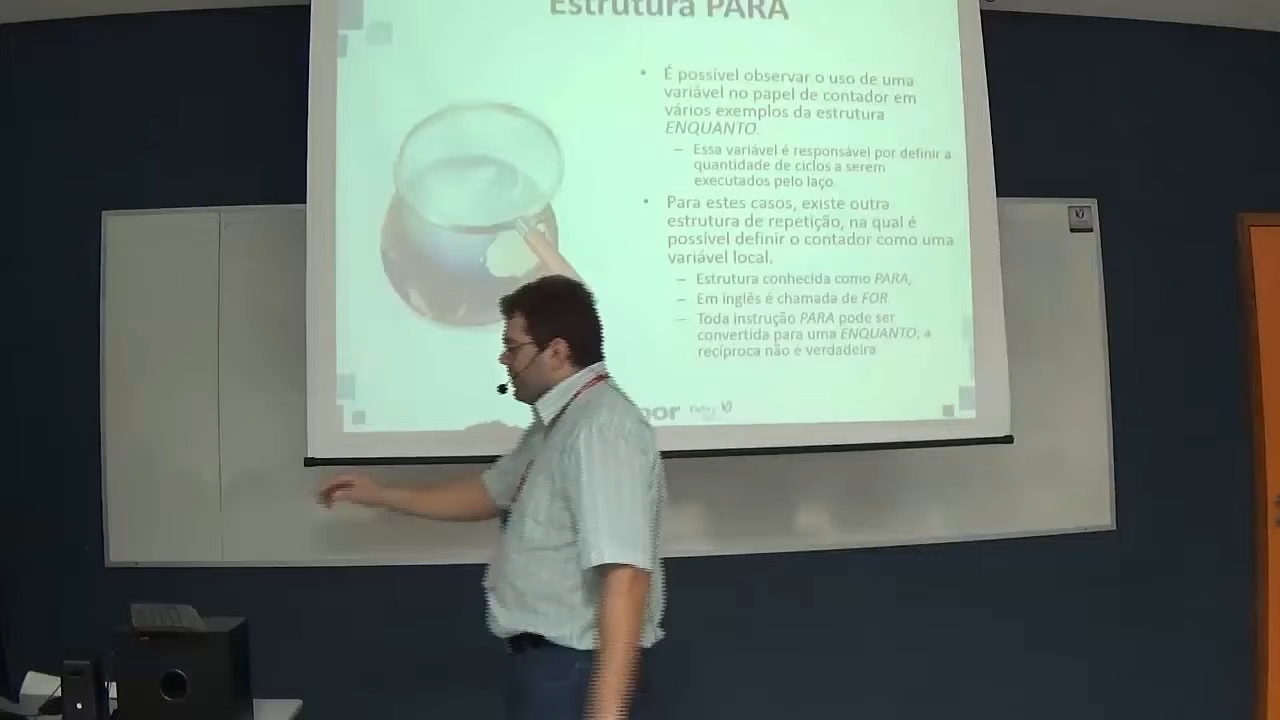 Estrutura PARA
• É possível observar o uso de uma
variável no papel de contador em
vários exemplos da estrutura
ENQUANTO.
– Essa variável é responsável por definir a
quantidade de ciclos a serem
executados pelo laço.
• Para estes casos, existe outra
estrutura de repetição, na qual é
possível definir o contador como uma
variável local.
– Estrutura conhecida como PARA,
– Em inglês é chamada de FOR.
– Toda instrução PARA pode ser
convertida para uma ENQUANTO, a
recíproca não é verdadeira